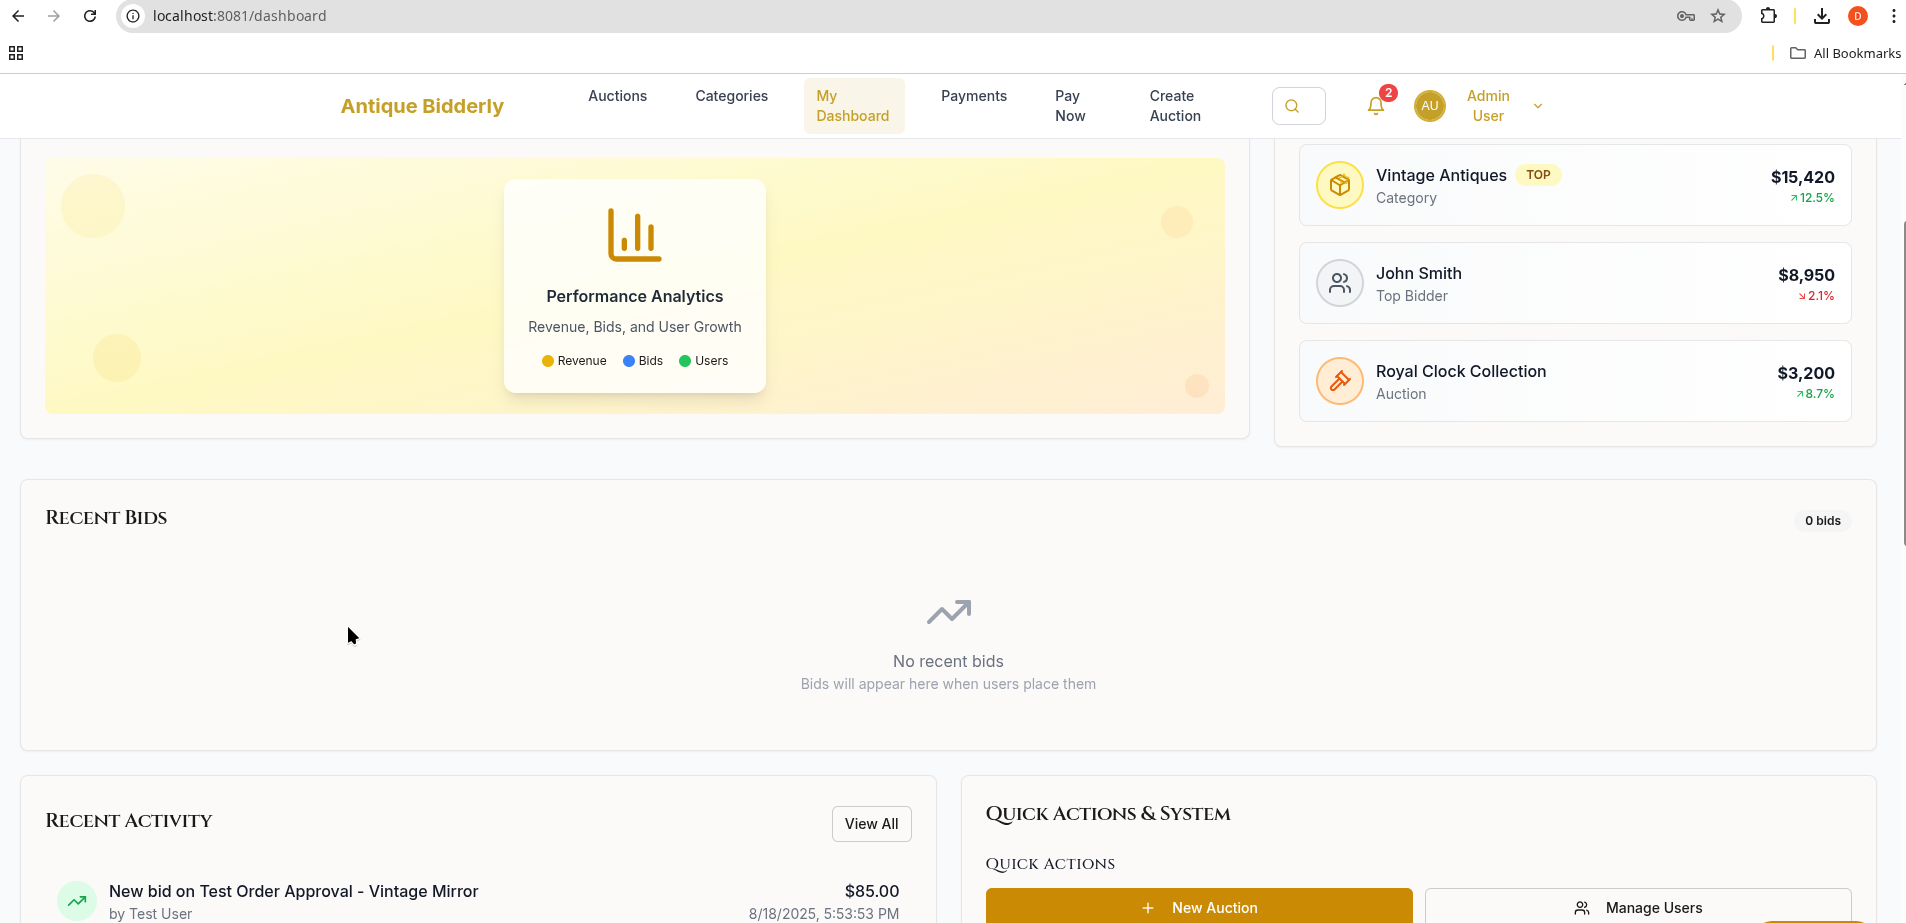 localhost:8081/dashboard
D
All Bookmarks
Antique Bidderly
Auctions
Categories
My
Dashboard
Payments
Pay
Now
Create
Auction
2
AU
Admin
User
Performance Analytics
Revenue, Bids, and User Growth
Revenue
Bids
Users
Vintage Antiques TOP
Category
$15,420
12.5%
John Smith
Top Bidder
$8,950
2.1%
Royal Clock Collection
Auction
$3,200
8.7%
Recent Bids
0 bids
No recent bids
Bids will appear here when users place them
Recent Activity
View All
New bid on Test Order Approval - Vintage Mirror
$85.00
by Test User
8/18/2025, 5:53:53 PM
Quick Actions & System
Quick Actions
New Auction
Manage Users